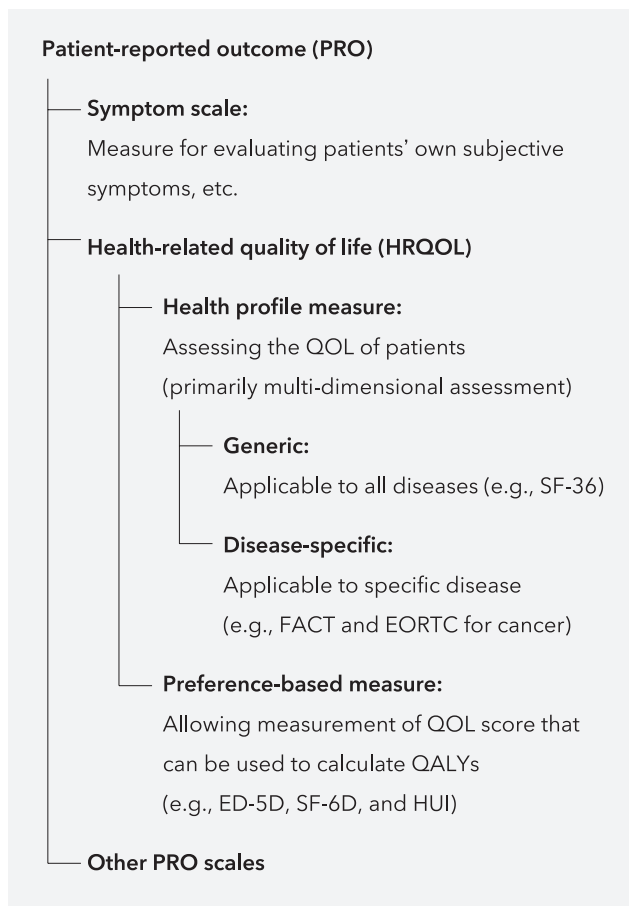 Patient-reported outcome (PRO)
Symptom scale:
Measure for evaluating patients’ own subjective
symptoms, etc.
Health-related quality of life (HRQOL)
Health profile measure:
Assessing the QOL of patients
(primarily multi-dimensional assessment)
Generic:
Applicable to all diseases (e.g., SF-36)
Disease-specific:
Applicable to specific disease
(e.g., FACT and EORTC for cancer)
Preference-based measure:
Allowing measurement of QOL score that
can be used to calculate QALYs
(e.g., ED-5D, SF-6D, and HUI)
Other PRO scales